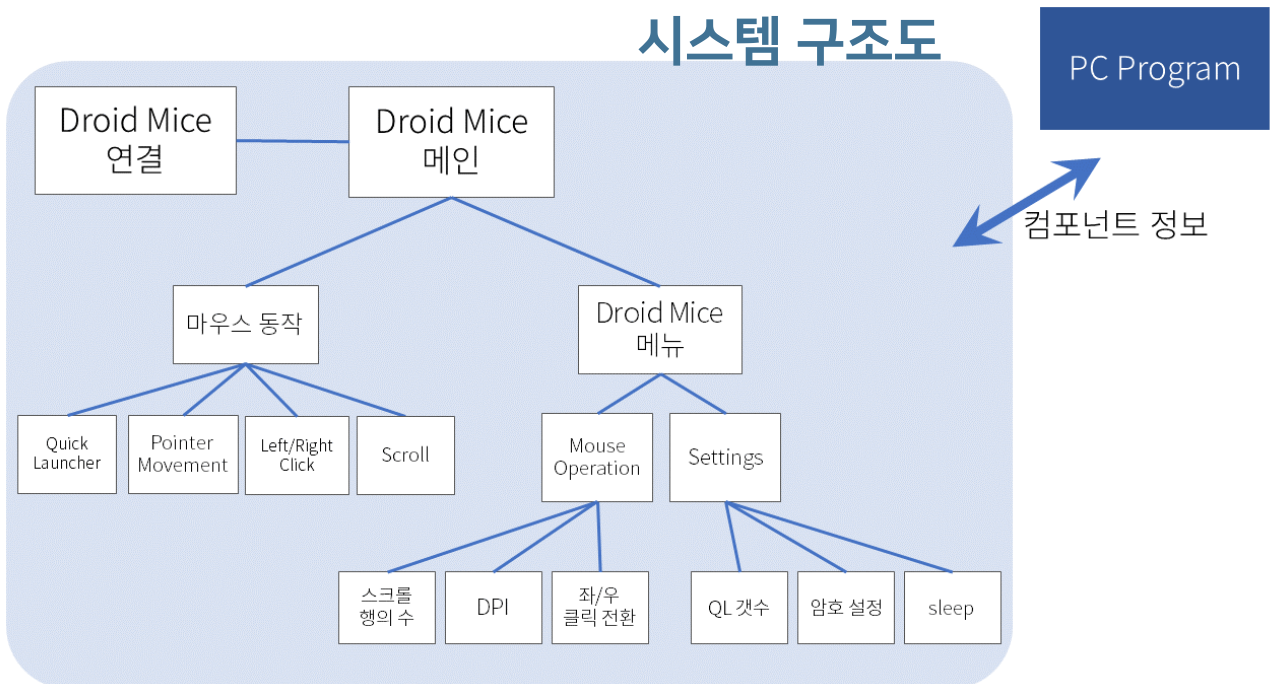 시스템 구조도
PC Program
Droid Mice
연결
Droid Mice
메인
컴포넌트 정보
마우스 동작
Droid Mice
메뉴
Quick
Launcher
Pointer
Movement
Left/Right
Click
Scroll
Mouse
Operation
Settings
스크롤
행의 수
DPI
좌/우
클릭 전환
QL 갯수
암호 설정
sleep